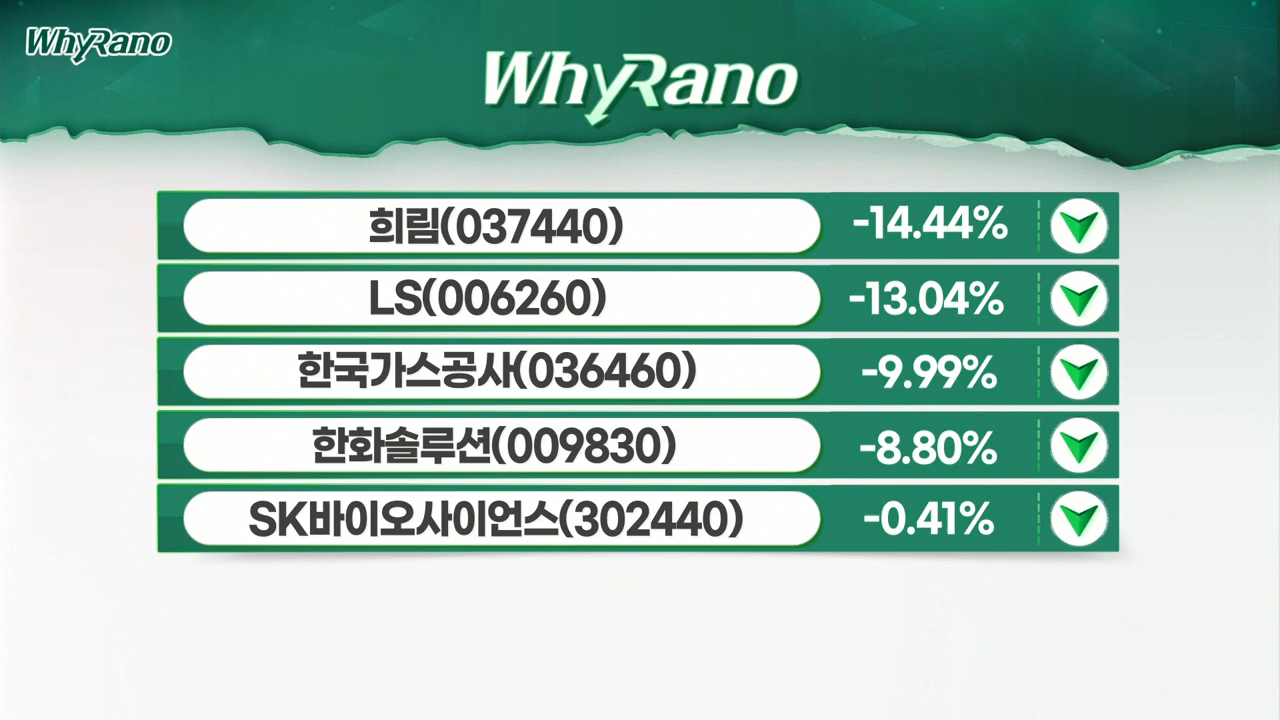 WhyRano
WhyRano
희림(037440) -14.44%
LS(006260) -13.04%
한국가스공사(036460) -9.99%
한화솔루션(009830) -8.80%
SK바이오사이언스(302440) -0.41%